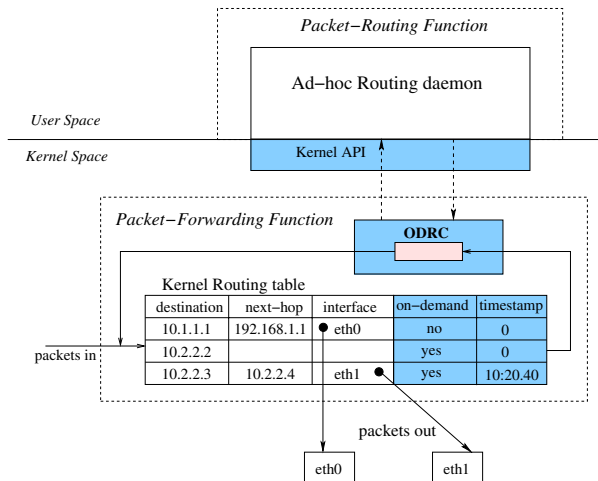 Packet−Routing Function
Ad−hoc Routing daemon
User Space
Kernel Space
Kernel API
Packet−Forwarding Function
ODRC
Kernel Routing table
destination next−hop interface on−demand timestamp
10.1.1.1 192.168.1.1 eth0 no 0
10.2.2.2 yes 0
10.2.2.3 10.2.2.4 eth1 yes 10:20.40
packets in
packets out
eth0 eth1